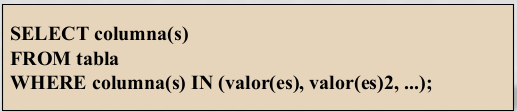 SELECT columna(s)
FROM tabla
WHERE columna(s) IN (valor(es), valor(es)2, ...);